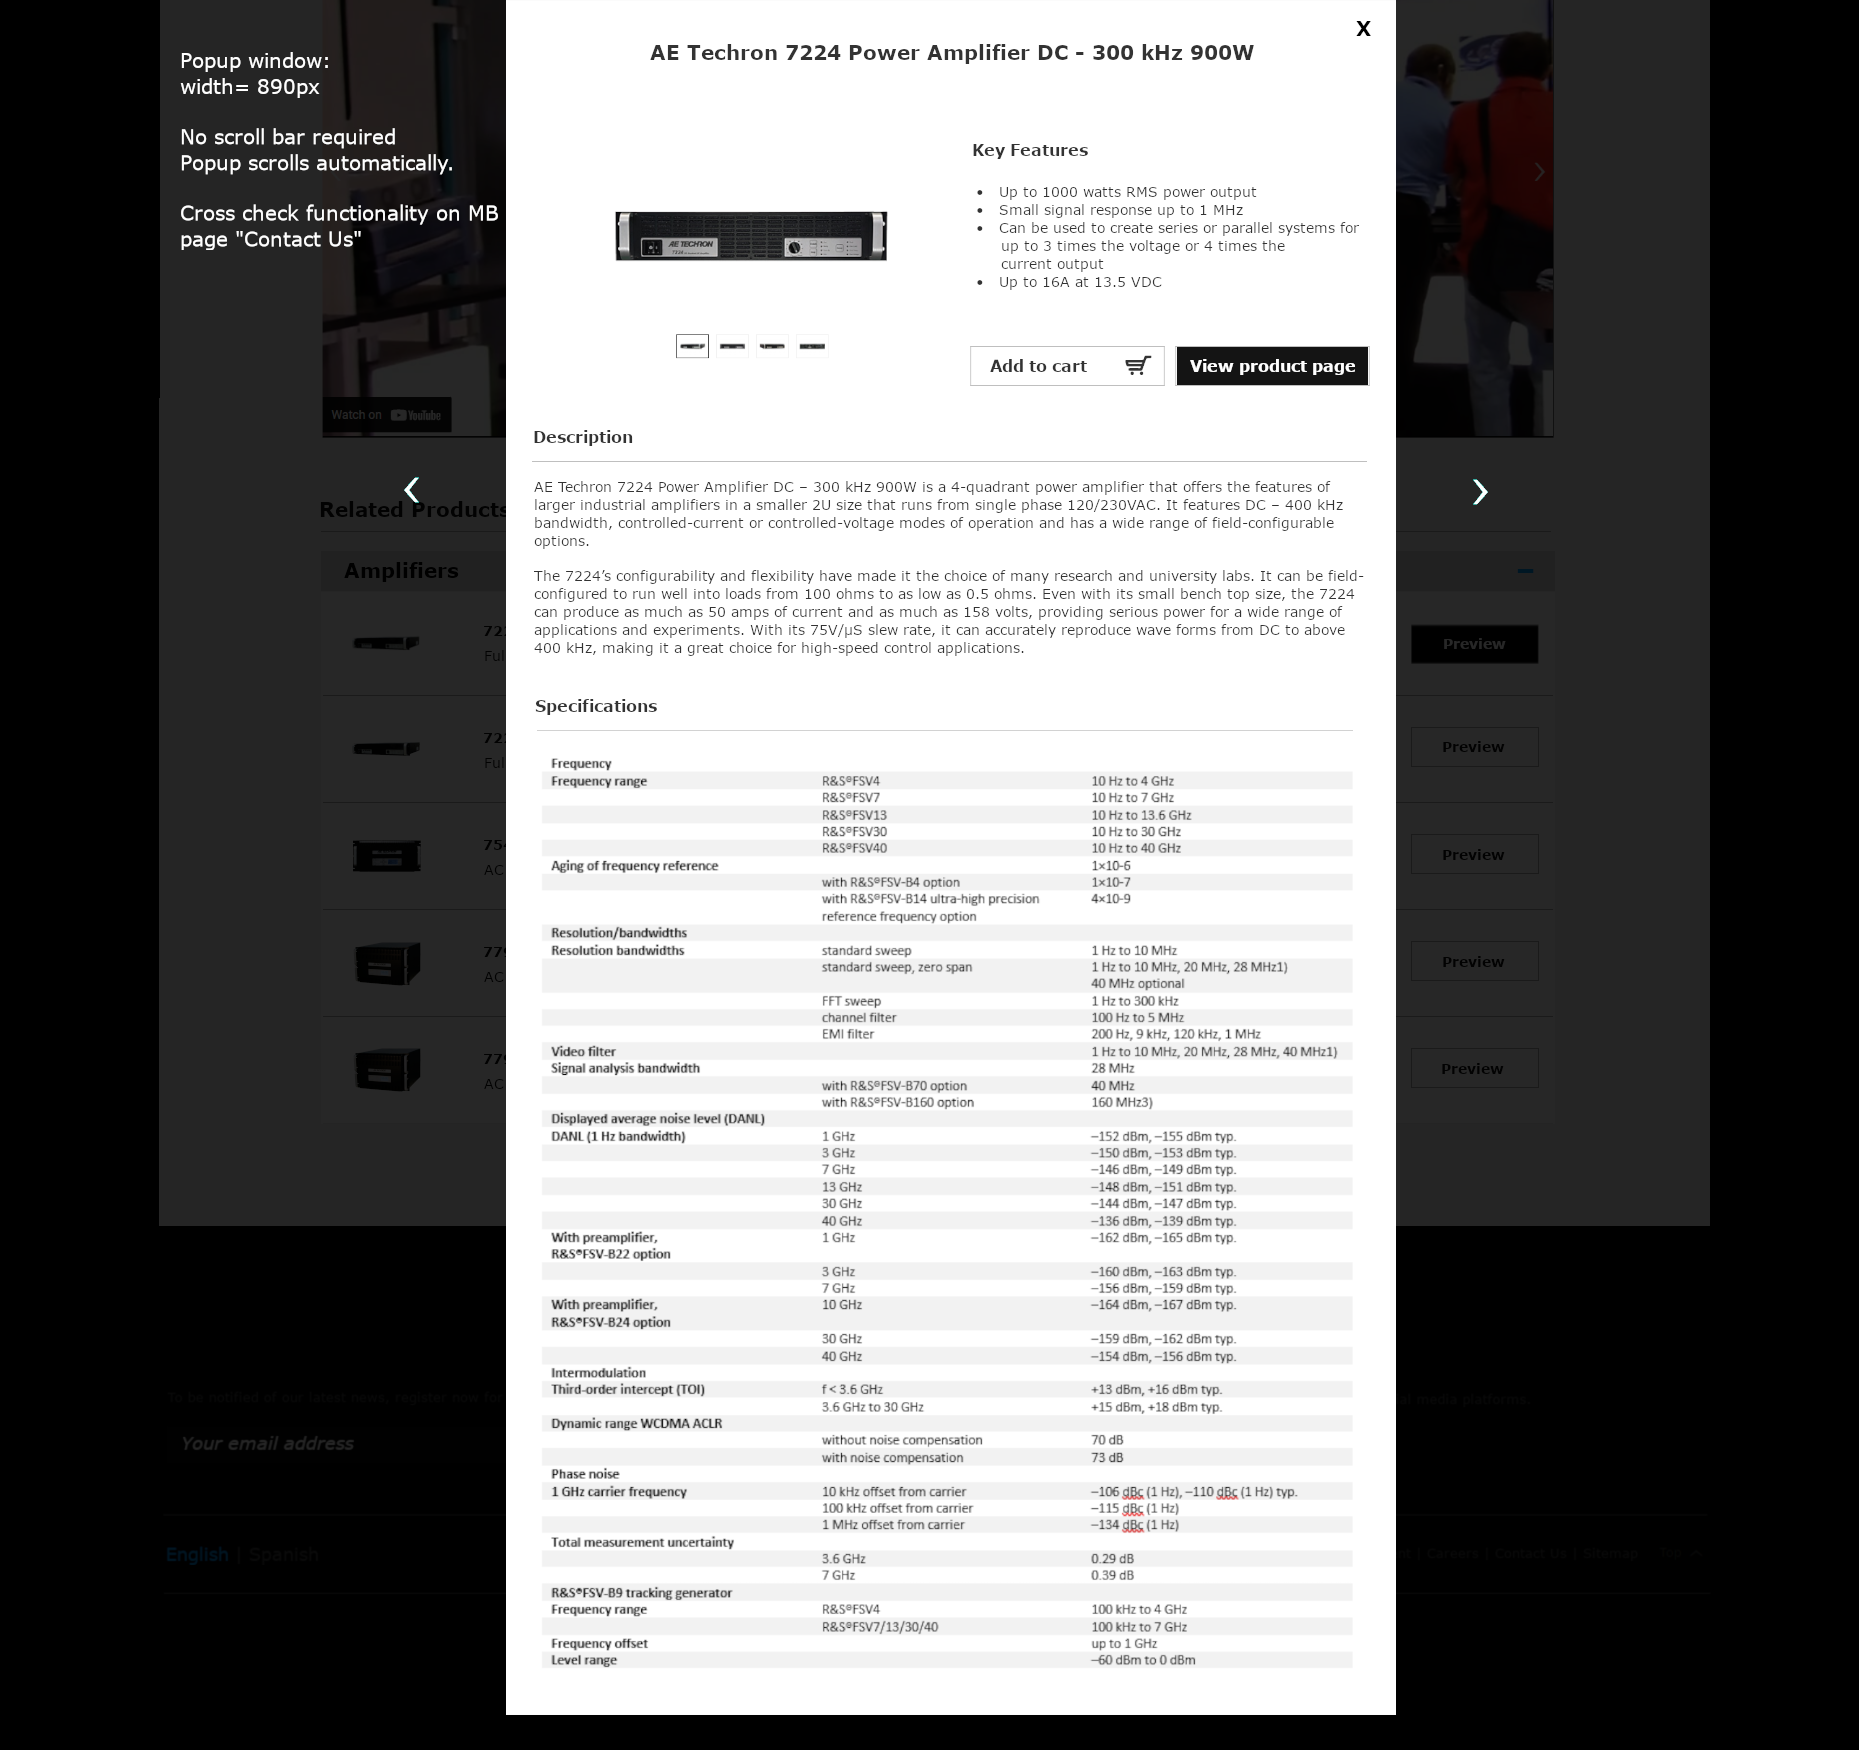 X
AE Techron 7224 Power Amplifier DC – 300 kHz 900W
Popup window:
width= 890px
No scroll bar required
Popup scrolls automatically.
Cross check functionality on MB
page "Contact Us"
Key Features
• Up to 1000 watts RMS power output
• Small signal response up to 1 MHz
• Can be used to create series or parallel systems for
up to 3 times the voltage or 4 times the
current output
• Up to 16A at 13.5 VDC
AE TECHRON
7224
Add to cart
View product page
Watch on YouTube
Description
AE Techron 7224 Power Amplifier DC – 300 kHz 900W is a 4-quadrant power amplifier that offers the features of
larger industrial amplifiers in a smaller 2U size that runs from single phase 120/230VAC. It features DC – 400 kHz
bandwidth, controlled-current or controlled-voltage modes of operation and has a wide range of field-configurable
options.
The 7224’s configurability and flexibility have made it the choice of many research and university labs. It can be field-
configured to run well into loads from 100 ohms to as low as 0.5 ohms. Even with its small bench top size, the 7224
can produce as much as 50 amps of current and as much as 158 volts, providing serious power for a wide range of
applications and experiments. With its 75V/µS slew rate, it can accurately reproduce wave forms from DC to above
400 kHz, making it a great choice for high-speed control applications.
Related Products
Amplifiers
Ful
Preview
Ful
Preview
AC
Preview
AC
Preview
AC
Preview
Specifications
Frequency
Frequency range R&S®FSV4 10 Hz to 4 GHz
R&S®FSV7 10 Hz to 7 GHz
R&S®FSV13 10 Hz to 13.6 GHz
R&S®FSV30 10 Hz to 30 GHz
R&S®FSV40 10 Hz to 40 GHz
Aging of frequency reference 1×10-6
with R&S®FSV-B4 option 1×10-7
with R&S®FSV-B14 ultra-high precision 4×10-9
reference frequency option
Resolution/bandwidths
Resolution bandwidths standard sweep 1 Hz to 10 MHz
standard sweep, zero span 1 Hz to 10 MHz, 20 MHz, 28 MHz1)
40 MHz optional
FFT sweep 1 Hz to 300 kHz
channel filter 100 Hz to 5 MHz
EMI filter 200 Hz, 9 kHz, 120 kHz, 1 MHz
Video filter 1 Hz to 10 MHz, 20 MHz, 28 MHz, 40 MHz1)
Signal analysis bandwidth 28 MHz
with R&S®FSV-B70 option 40 MHz
with R&S®FSV-B160 option 160 MHz3)
Displayed average noise level (DANL)
DANL (1 Hz bandwidth) 1 GHz –152 dBm, –155 dBm typ.
3 GHz –150 dBm, –153 dBm typ.
7 GHz –146 dBm, –149 dBm typ.
13 GHz –148 dBm, –151 dBm typ.
30 GHz –144 dBm, –147 dBm typ.
40 GHz –136 dBm, –139 dBm typ.
With preamplifier, 1 GHz –162 dBm, –165 dBm typ.
R&S®FSV-B22 option
3 GHz –160 dBm, –163 dBm typ.
7 GHz –156 dBm, –159 dBm typ.
With preamplifier, 10 GHz –164 dBm, –167 dBm typ.
R&S®FSV-B24 option
30 GHz –159 dBm, –162 dBm typ.
40 GHz –154 dBm, –156 dBm typ.
Intermodulation
Third-order intercept (TOI) f < 3.6 GHz +13 dBm, +16 dBm typ.
3.6 GHz to 30 GHz +15 dBm, +18 dBm typ.
Dynamic range WCDMA ACLR
without noise compensation 70 dB
with noise compensation 73 dB
Phase noise
1 GHz carrier frequency 10 kHz offset from carrier –106 dBc (1 Hz), –110 dBc (1 Hz) typ.
100 kHz offset from carrier –115 dBc (1 Hz)
1 MHz offset from carrier –134 dBc (1 Hz)
Total measurement uncertainty
3.6 GHz 0.29 dB
7 GHz 0.39 dB
R&S®FSV-B9 tracking generator
Frequency range R&S®FSV4 100 kHz to 4 GHz
R&S®FSV7/13/30/40 100 kHz to 7 GHz
Frequency offset up to 1 GHz
Level range –60 dBm to 0 dBm
To be notified of our latest news, register now for
media platforms.
Your email address
English | Spanish
| Careers | Contact Us | Sitemap Top